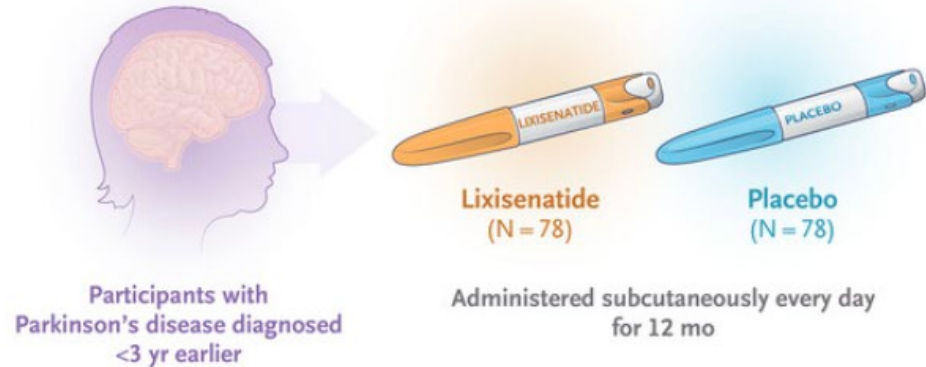 LIXISENATIDE
PLACEBO
Lixisenatide
(N = 78)
Placebo
(N = 78)
Participants with
Parkinson's disease diagnosed
<3 yr earlier
Administered subcutaneously every day
for 12 mo